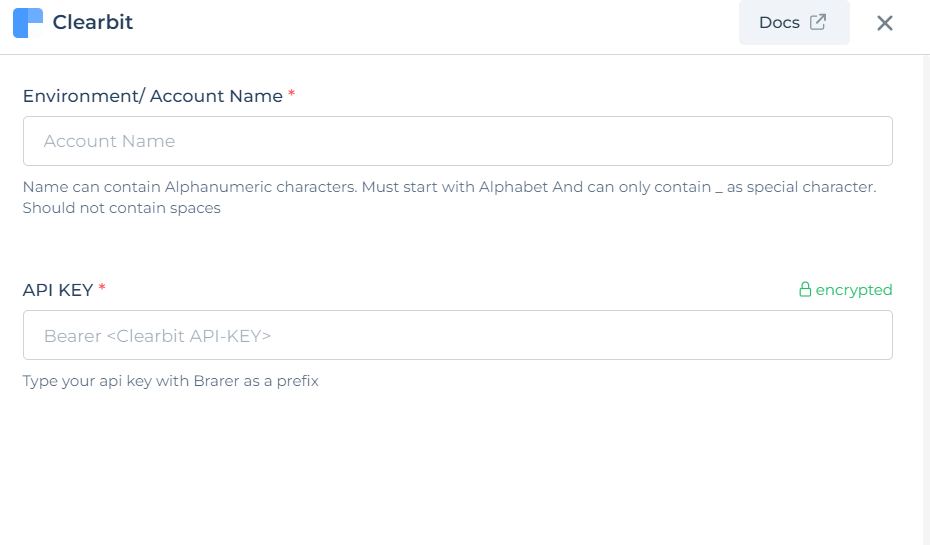 Clearbit
Docs
Environment/ Account Name *
Account Name
Name can contain Alphanumeric characters. Must start with Alphabet And can only contain _ as special character.
Should not contain spaces
API KEY *
encrypted
Bearer <Clearbit API-KEY>
Type your api key with Brarer as a prefix